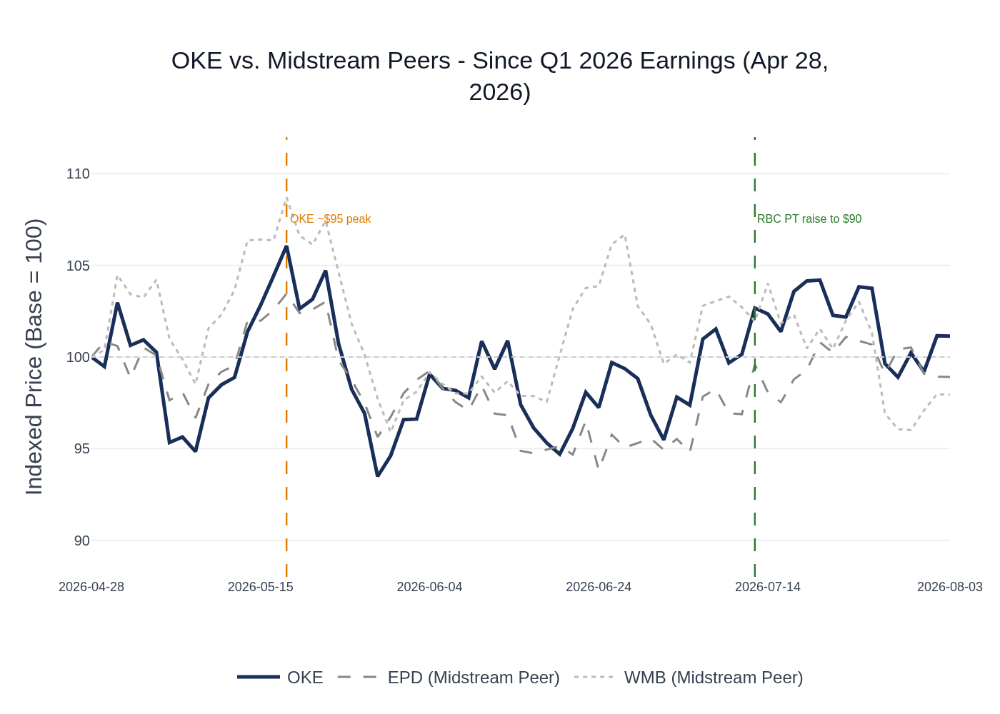 OKE vs. Midstream Peers - Since Q1 2026 Earnings (Apr 28,
2026)
Indexed Price (Base = 100)
110
105
100
95
90
OKE ~$95 peak
RBC PT raise to $90
2026-04-28
2026-05-15
2026-06-04
2026-06-24
2026-07-14
2026-08-03
OKE
EPD (Midstream Peer)
WMB (Midstream Peer)